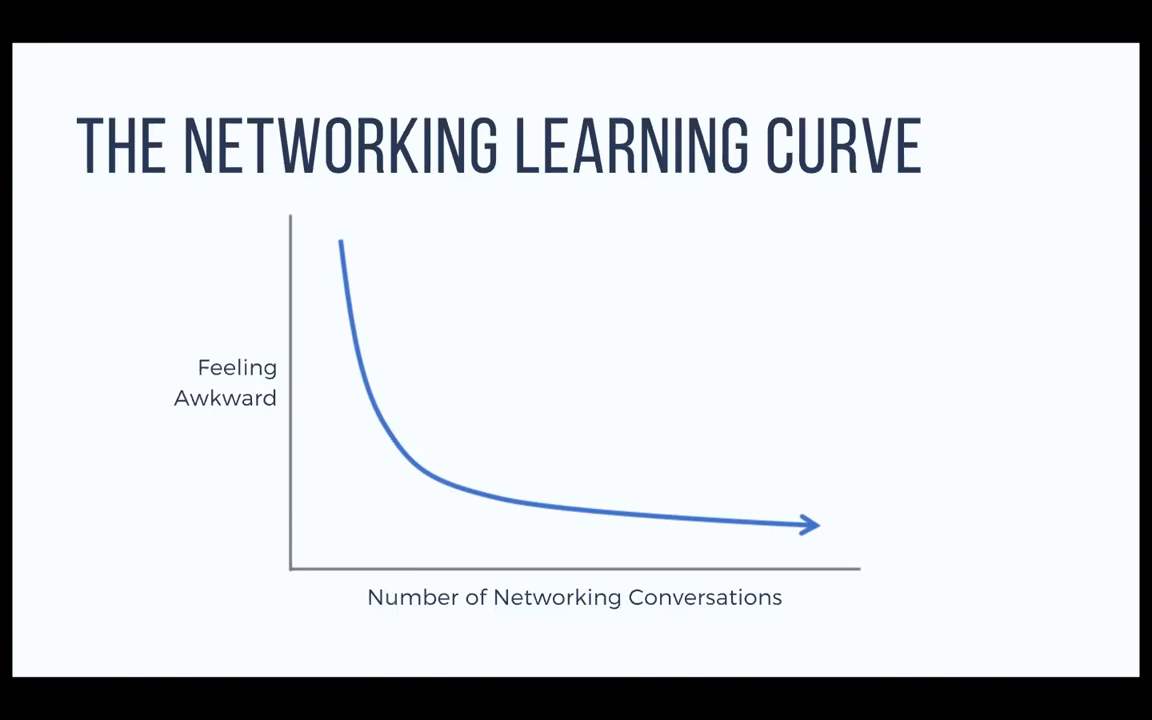 THE NETWORKING LEARNING CURVE
Feeling
Awkward
Number of Networking Conversations